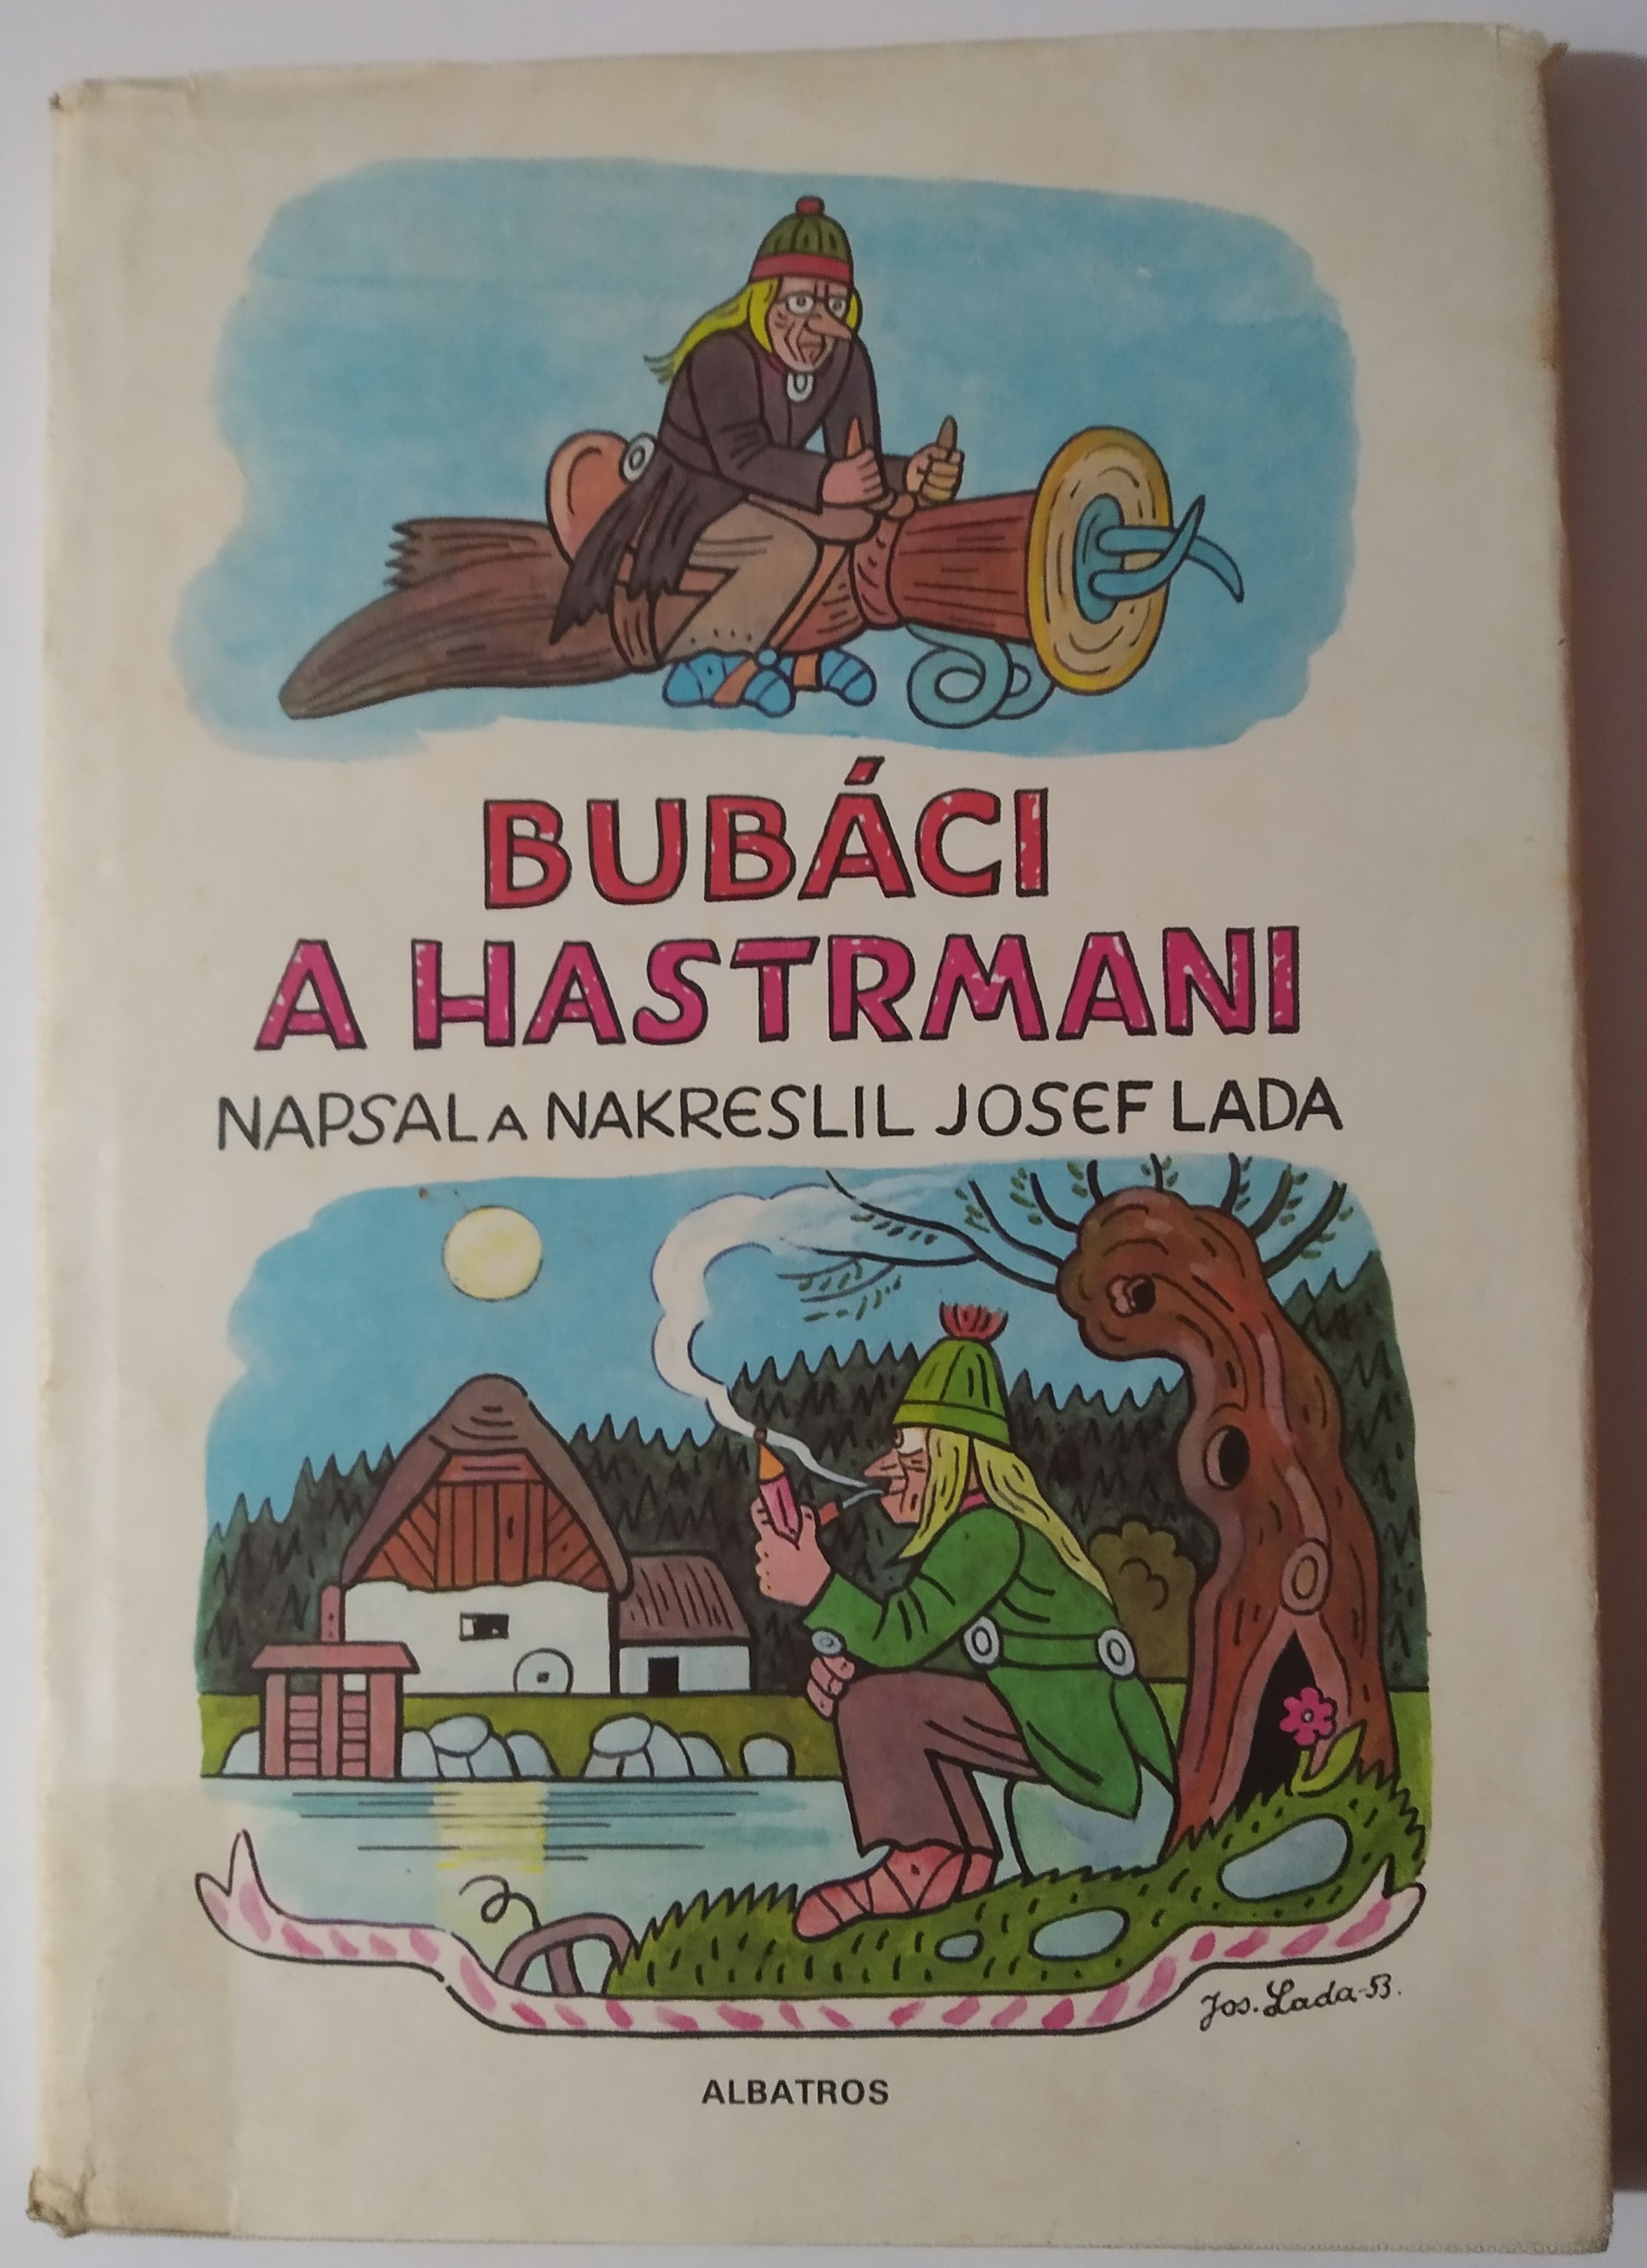 BUBÁCI
A HASTRMANI
NAPSAL A NAKRESLIL JOSEF LADA
Jos. Lada-53.
ALBATROS